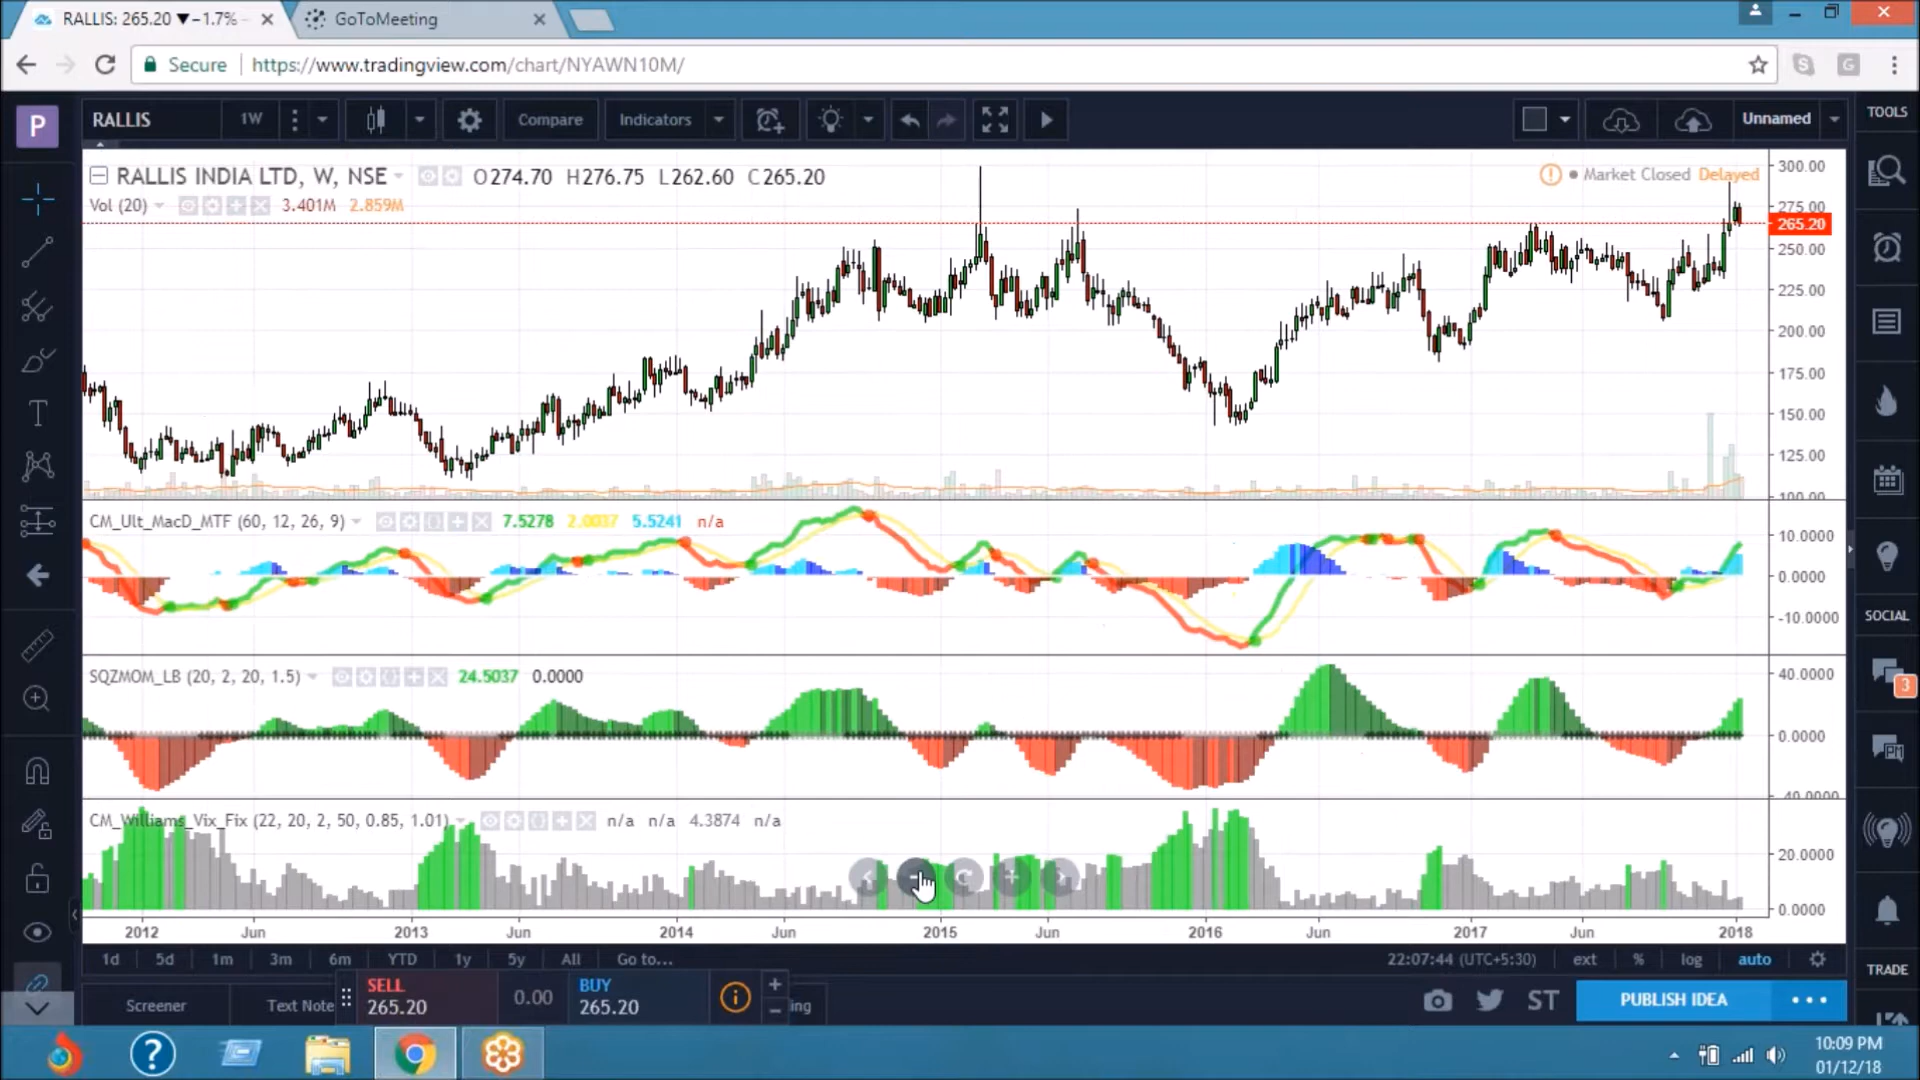 RALLIS: 265.20 ▼ −1.7%
GoToMeeting
Secure
https://www.tradingview.com/chart/NYAWN10M/
P
RALLIS
1W
Compare
Indicators
Unnamed
TOOLS
RALLIS INDIA LTD, W, NSE O274.70 H276.75 L262.60 C265.20
Market Closed Delayed
Vol (20) 3.401M 2.859M
300.00
275.00
265.20
250.00
225.00
200.00
175.00
150.00
125.00
100.00
CM_Ult_MacD_MTF (60, 12, 26, 9) 7.5278 2.0037 5.5241 n/a
10.0000
0.0000
-10.0000
SOCIAL
3
SQZMOM_LB (20, 2, 20, 1.5) 24.5037 0.0000
40.0000
0.0000
-40.0000
CM_Williams_Vix_Fix (22, 20, 2, 50, 0.85, 1.01) n/a n/a 4.3874 n/a
20.0000
0.0000
2012 Jun 2013 Jun 2014 Jun 2015 Jun 2016 Jun 2017 Jun 2018
1d 5d 1m 3m 6m YTD 1y 5y All Go to...
22:07:44 (UTC+5:30) ext % log auto
TRADE
Screener
Text Note
SELL
265.20
0.00
BUY
265.20
ing
ST
PUBLISH IDEA
10:09 PM
01/12/18